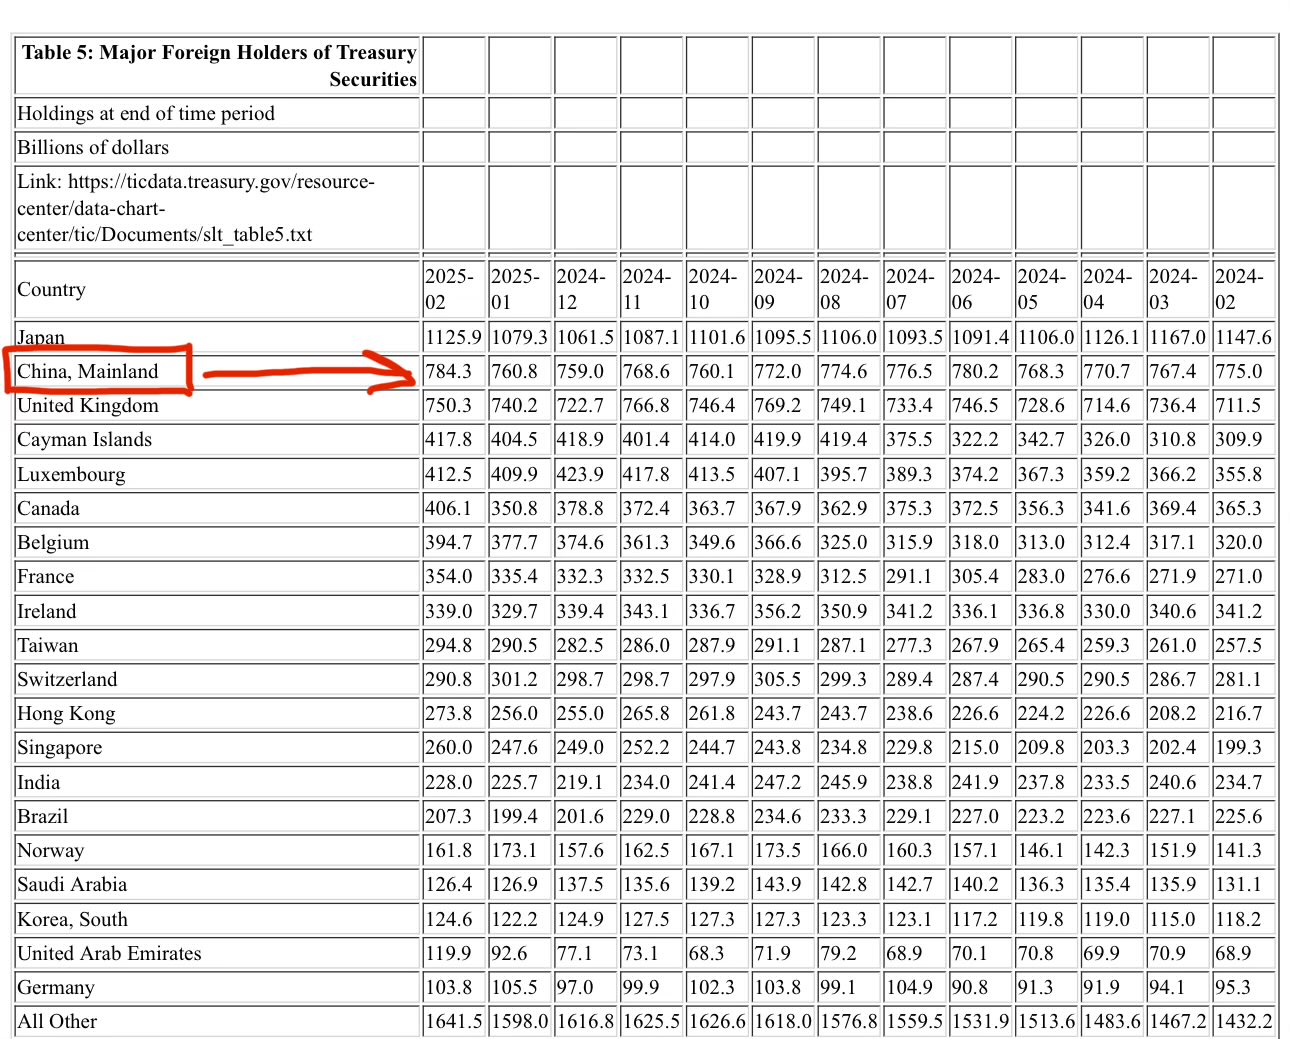 Table 5: Major Foreign Holders of Treasury
Securities
Holdings at end of time period
Billions of dollars
Link: https://ticdata.treasury.gov/resource-
center/data-chart-
center/tic/Documents/slt_table5.txt
Country 2025-02 2025-01 2024-12 2024-11 2024-10 2024-09 2024-08 2024-07 2024-06 2024-05 2024-04 2024-03 2024-02
Japan 1125.9 1079.3 1061.5 1087.1 1101.6 1095.5 1106.0 1093.5 1091.4 1106.0 1126.1 1167.0 1147.6
China, Mainland 784.3 760.8 759.0 768.6 760.1 772.0 774.6 776.5 780.2 768.3 770.7 767.4 775.0
United Kingdom 750.3 740.2 722.7 766.8 746.4 769.2 749.1 733.4 746.5 728.6 714.6 736.4 711.5
Cayman Islands 417.8 404.5 418.9 401.4 414.0 419.9 419.4 375.5 322.2 342.7 326.0 310.8 309.9
Luxembourg 412.5 409.9 423.9 417.8 413.5 407.1 395.7 389.3 374.2 367.3 359.2 366.2 355.8
Canada 406.1 350.8 378.8 372.4 363.7 367.9 362.9 375.3 372.5 356.3 341.6 369.4 365.3
Belgium 394.7 377.7 374.6 361.3 349.6 366.6 325.0 315.9 318.0 313.0 312.4 317.1 320.0
France 354.0 335.4 332.3 332.5 330.1 328.9 312.5 291.1 305.4 283.0 276.6 271.9 271.0
Ireland 339.0 329.7 339.4 343.1 336.7 356.2 350.9 341.2 336.1 336.8 330.0 340.6 341.2
Taiwan 294.8 290.5 282.5 286.0 287.9 291.1 287.1 277.3 267.9 265.4 259.3 261.0 257.5
Switzerland 290.8 301.2 298.7 298.7 297.9 305.5 299.3 289.4 287.4 290.5 290.5 286.7 281.1
Hong Kong 273.8 256.0 255.0 265.8 261.8 243.7 243.7 238.6 226.6 224.2 226.6 208.2 216.7
Singapore 260.0 247.6 249.0 252.2 244.7 243.8 234.8 229.8 215.0 209.8 203.3 202.4 199.3
India 228.0 225.7 219.1 234.0 241.4 247.2 245.9 238.8 241.9 237.8 233.5 240.6 234.7
Brazil 207.3 199.4 201.6 229.0 228.8 234.6 233.3 229.1 227.0 223.2 223.6 227.1 225.6
Norway 161.8 173.1 157.6 162.5 167.1 173.5 166.0 160.3 157.1 146.1 142.3 151.9 141.3
Saudi Arabia 126.4 126.9 137.5 135.6 139.2 143.9 142.8 142.7 140.2 136.3 135.4 135.9 131.1
Korea, South 124.6 122.2 124.9 127.5 127.3 127.3 123.3 123.1 117.2 119.8 119.0 115.0 118.2
United Arab Emirates 119.9 92.6 77.1 73.1 68.3 71.9 79.2 68.9 70.1 70.8 69.9 70.9 68.9
Germany 103.8 105.5 97.0 99.9 102.3 103.8 99.1 104.9 90.8 91.3 91.9 94.1 95.3
All Other 1641.5 1598.0 1616.8 1625.5 1626.6 1618.0 1576.8 1559.5 1531.9 1513.6 1483.6 1467.2 1432.2